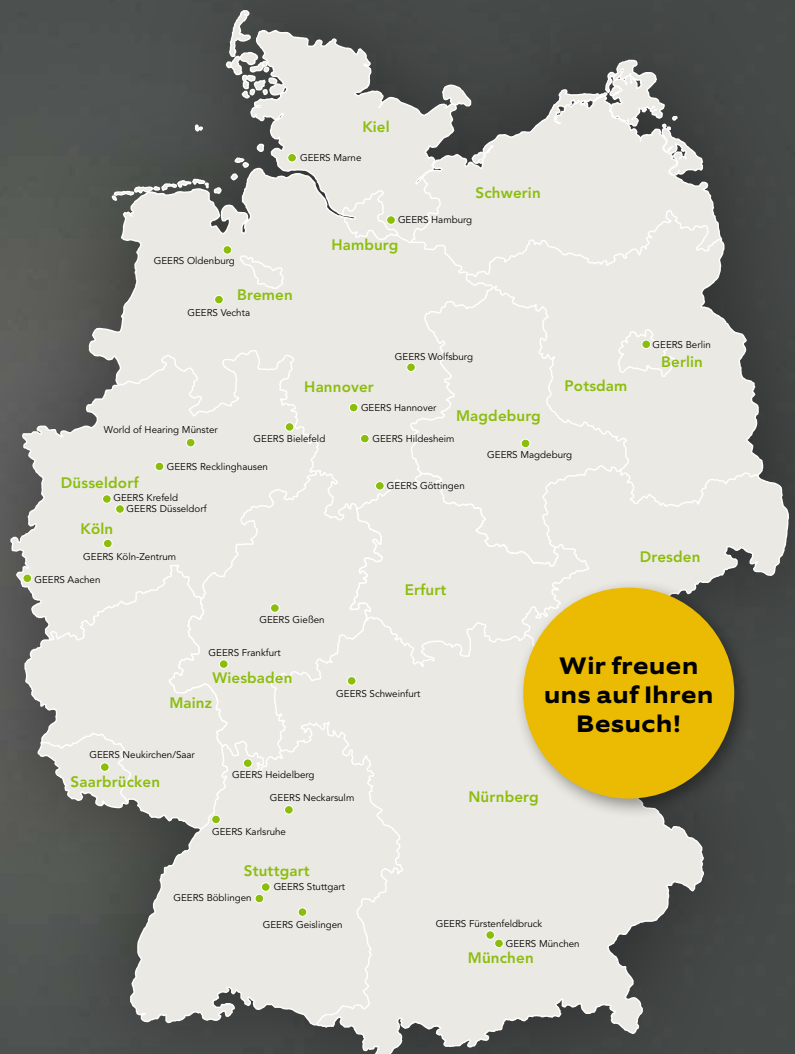 Kiel
GEERS Marne
Schwerin
GEERS Hamburg
Hamburg
GEERS Oldenburg
Bremen
GEERS Vechta
GEERS Berlin
Berlin
GEERS Wolfsburg
Hannover
Potsdam
GEERS Hannover
Magdeburg
World of Hearing Münster
GEERS Bielefeld
GEERS Hildesheim
GEERS Magdeburg
GEERS Recklinghausen
Düsseldorf
GEERS Göttingen
GEERS Krefeld
GEERS Düsseldorf
Köln
GEERS Köln-Zentrum
Dresden
GEERS Aachen
Erfurt
GEERS Gießen
GEERS Frankfurt
Wiesbaden
GEERS Schweinfurt
Mainz
Wir freuen
uns auf Ihren
Besuch!
GEERS Neukirchen/Saar
Saarbrücken
GEERS Heidelberg
GEERS Neckarsulm
Nürnberg
GEERS Karlsruhe
Stuttgart
GEERS Stuttgart
GEERS Böblingen
GEERS Geislingen
GEERS Fürstenfeldbruck
GEERS München
München